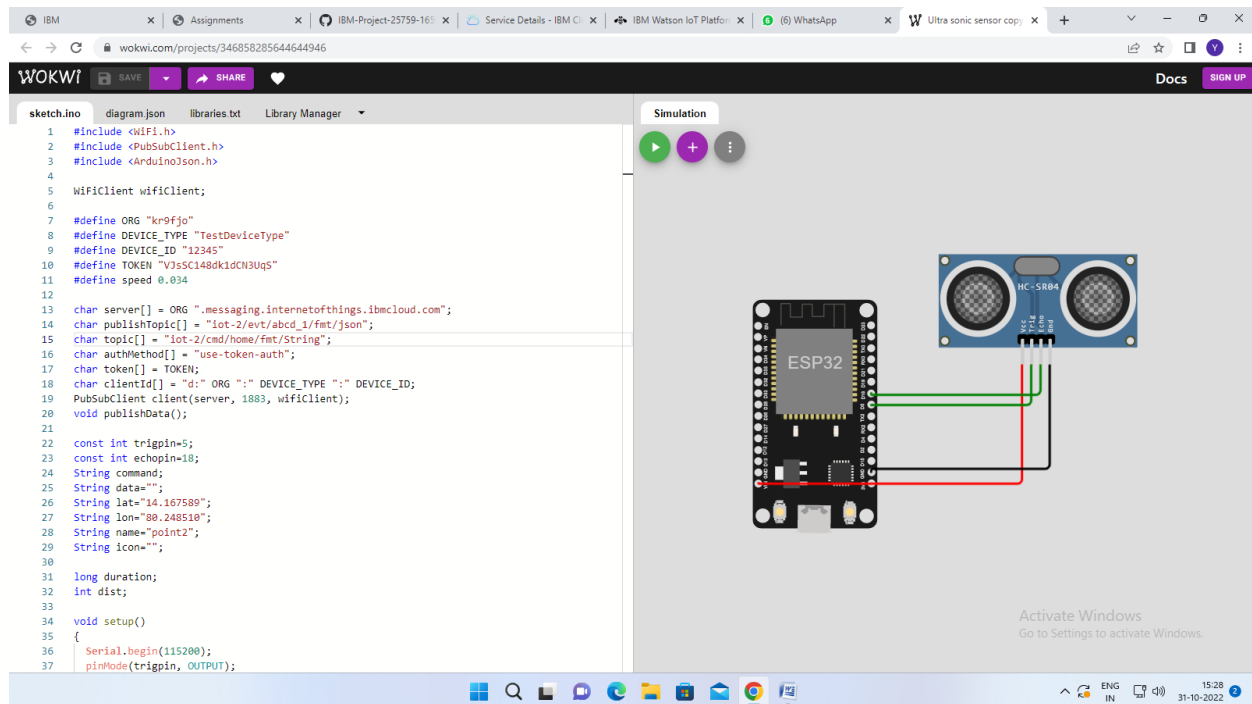 IBM
Assignments
IBM-Project-25759-165
Service Details - IBM Cl
IBM Watson IoT Platfor
(6) WhatsApp
Ultra sonic sensor copy
wokwi.com/projects/346858285644644946
Y
WOKWI
SAVE
SHARE
Docs
SIGN UP
sketch.ino
diagram.json
libraries.txt
Library Manager
Simulation
1 #include <WiFi.h>
2 #include <PubSubClient.h>
3 #include <ArduinoJson.h>
4
5 WiFiClient wifiClient;
6
7 #define ORG "kr9fjo"
8 #define DEVICE_TYPE "TestDeviceType"
9 #define DEVICE_ID "12345"
10 #define TOKEN "VJsSC148dk1dCN3UqS"
11 #define speed 0.034
12
13 char server[] = ORG ".messaging.internetofthings.ibmcloud.com";
14 char publishTopic[] = "iot-2/evt/abcd_1/fmt/json";
15 char topic[] = "iot-2/cmd/home/fmt/String";
16 char authMethod[] = "use-token-auth";
17 char token[] = TOKEN;
18 char clientId[] = "d:" ORG ":" DEVICE_TYPE ":" DEVICE_ID;
19 PubSubClient client(server, 1883, wifiClient);
20 void publishData();
21
22 const int trigpin=5;
23 const int echopin=18;
24 String command;
25 String data="";
26 String lat="14.167589";
27 String lon="80.248510";
28 String name="point2";
29 String icon="";
30
31 long duration;
32 int dist;
33
34 void setup()
35 {
36 Serial.begin(115200);
37 pinMode(trigpin, OUTPUT);
HC-SR04
Vcc
Trig
Echo
Gnd
ESP32
Activate Windows
Go to Settings to activate Windows.
ENG
IN
15:28
31-10-2022
2